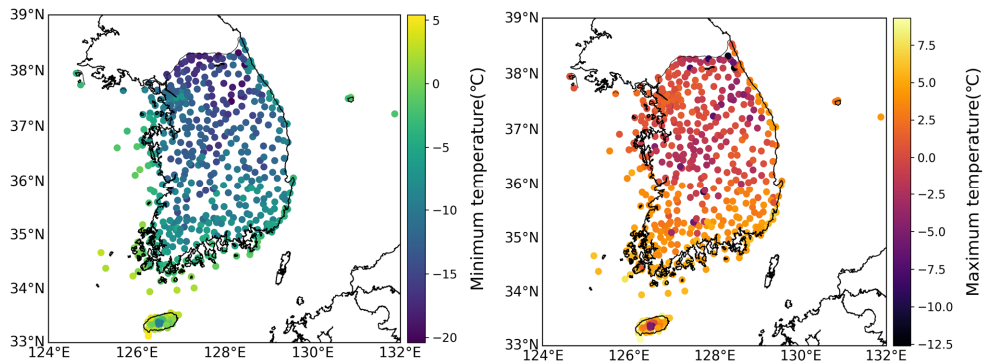 39°N
38°N
37°N
36°N
35°N
34°N
33°N
124°E
126°E
128°E
130°E
132°E
5
0
−5
−10
−15
−20
Minimum temperature(℃)
39°N
38°N
37°N
36°N
35°N
34°N
33°N
124°E
126°E
128°E
130°E
132°E
7.5
5.0
2.5
0.0
−2.5
−5.0
−7.5
−10.0
−12.5
Maximum temperature(℃)